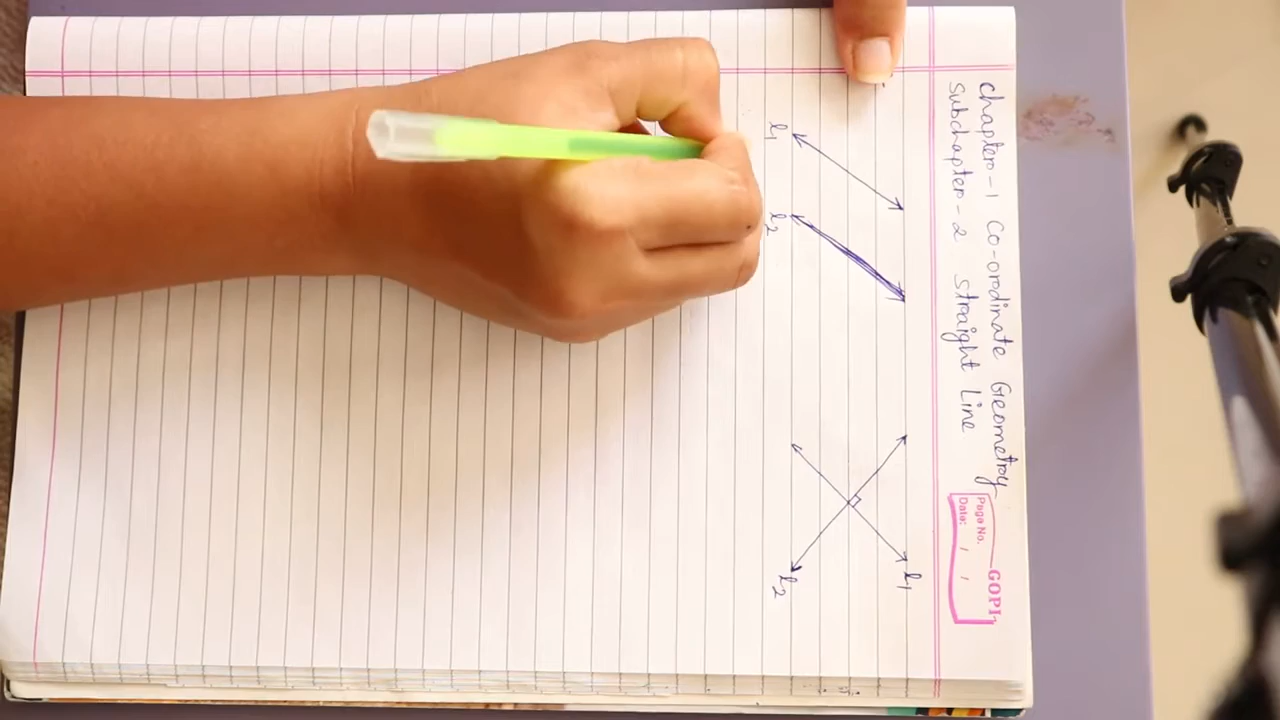 Chapter-1 Co-ordinate Geometry
Subchapter-2 Straight Line
GOPI
Page No.
Date: / /
l1
l2
l1
l2